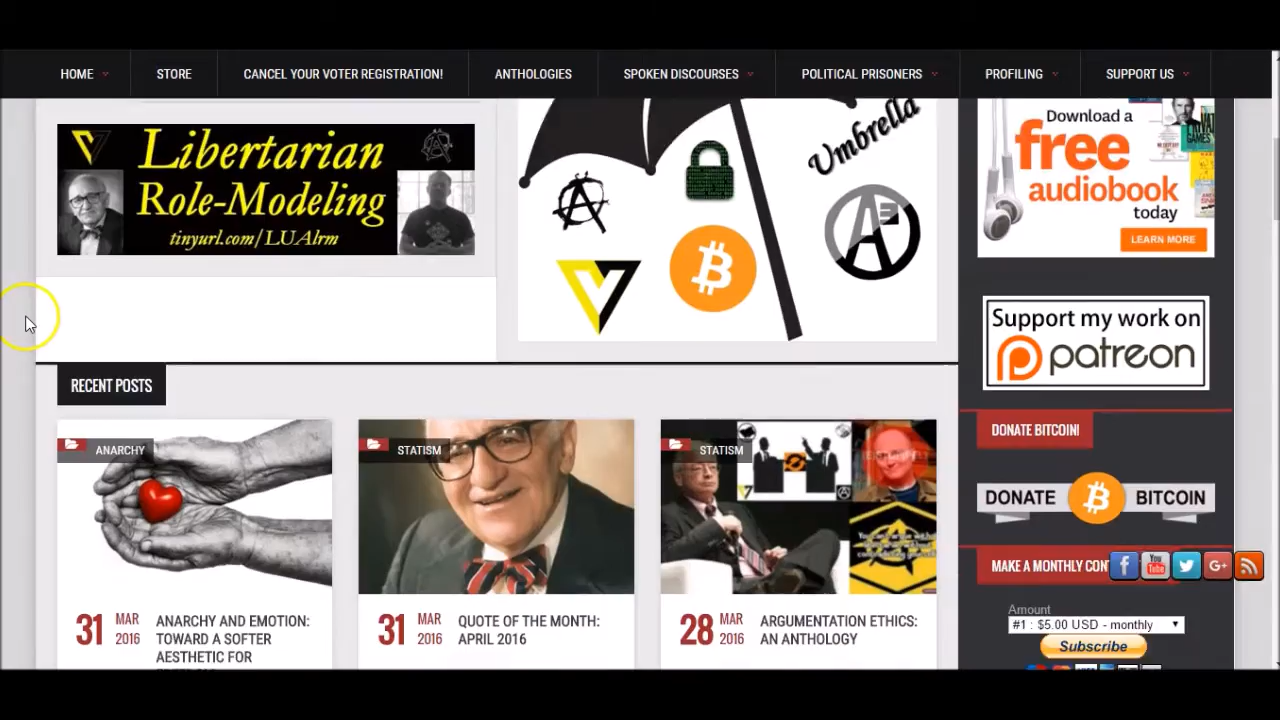 HOME
STORE
CANCEL YOUR VOTER REGISTRATION!
ANTHOLOGIES
SPOKEN DISCOURSES
POLITICAL PRISONERS
PROFILING
SUPPORT US
Libertarian
Role-Modeling
tinyurl.com/LUAlrm
Umbrella
Download a
free
audiobook
today
LEARN MORE
Support my work on
patreon
RECENT POSTS
DONATE BITCOIN!
DONATE BITCOIN
ANARCHY
STATISM
STATISM
MAKE A MONTHLY CON
You
Tube
31 MAR
2016
ANARCHY AND EMOTION:
TOWARD A SOFTER
AESTHETIC FOR
31 MAR
2016
QUOTE OF THE MONTH:
APRIL 2016
28 MAR
2016
ARGUMENTATION ETHICS:
AN ANTHOLOGY
Amount
#1 : $5.00 USD - monthly
Subscribe